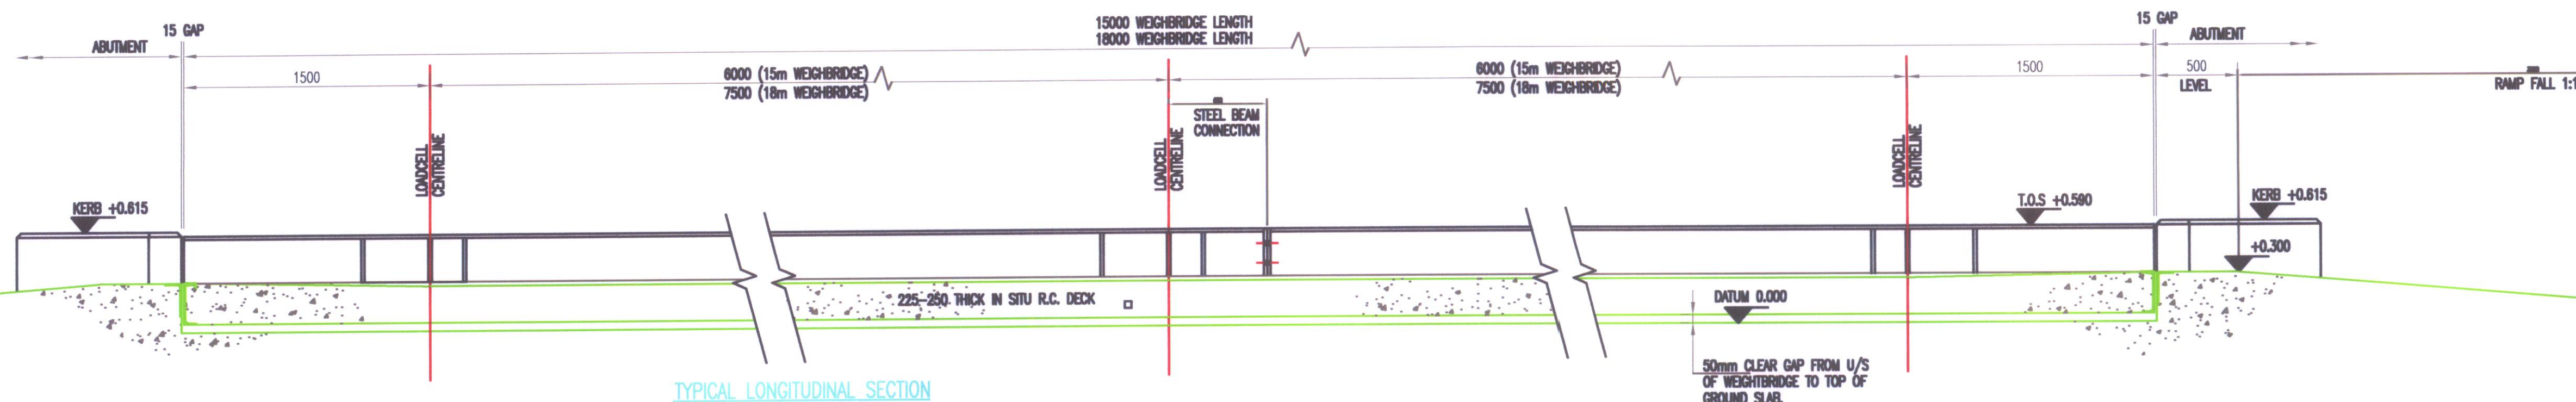 15 GAP
ABUTMENT
15000 WEIGHBRIDGE LENGTH
18000 WEIGHBRIDGE LENGTH
15 GAP
ABUTMENT
1500
6000 (15m WEIGHBRIDGE)
7500 (18m WEIGHBRIDGE)
6000 (15m WEIGHBRIDGE)
7500 (18m WEIGHBRIDGE)
1500
500
LEVEL
RAMP FALL
STEEL BEAM
CONNECTION
LOADCELL
CENTRELINE
LOADCELL
CENTRELINE
LOADCELL
CENTRELINE
KERB +0.615
T.O.S +0.590
KERB +0.615
+0.300
225-250 THICK IN SITU R.C. DECK
DATUM 0.000
50mm CLEAR GAP FROM U/S
OF WEIGHTBRIDGE TO TOP OF
GROUND SLAB.
TYPICAL LONGITUDINAL SECTION